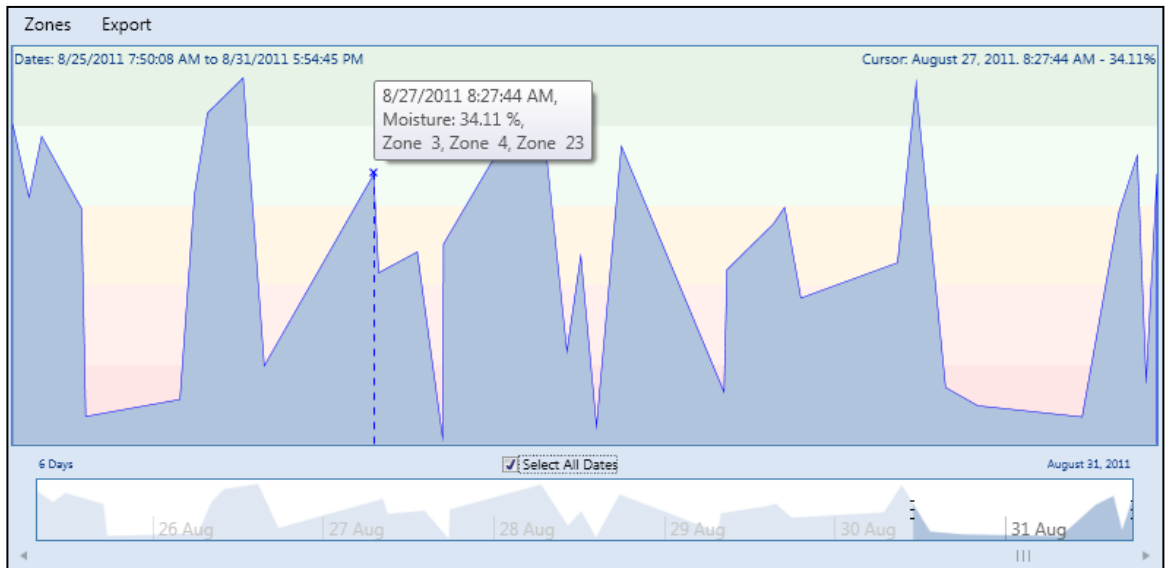 Zones Export
Dates: 8/25/2011 7:50:08 AM to 8/31/2011 5:54:45 PM
Cursor: August 27, 2011. 8:27:44 AM - 34.11%
8/27/2011 8:27:44 AM,
Moisture: 34.11 %,
Zone 3, Zone 4, Zone 23
6 Days
Select All Dates
August 31, 2011
26 Aug
27 Aug
28 Aug
29 Aug
30 Aug
31 Aug